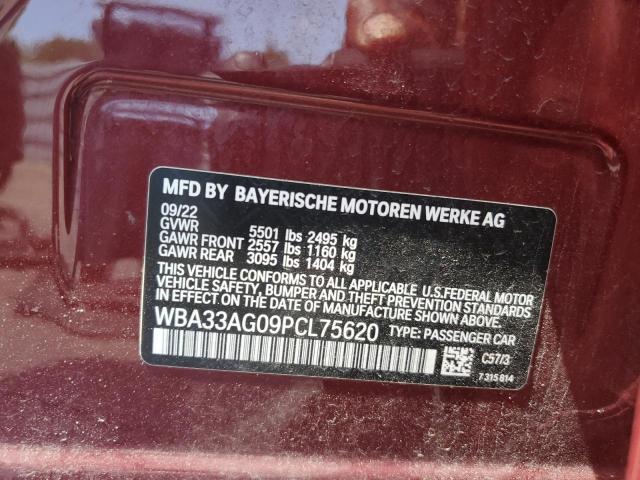 MFD BY BAYERISCHE MOTOREN WERKE AG
09/22
GVWR 5501 lbs 2495 kg
GAWR FRONT 2557 lbs 1160 kg
GAWR REAR 3095 lbs 1404 kg
THIS VEHICLE CONFORMS TO ALL APPLICABLE U.S.FEDERAL MOTOR
VEHICLE SAFETY, BUMPER AND THEFT PREVENTION STANDARDS
IN EFFECT ON THE DATE OF MANUFACTURE SHOWN ABOVE.
WBA33AG09PCL75620 TYPE: PASSENGER CAR
C57/3
7 315 814